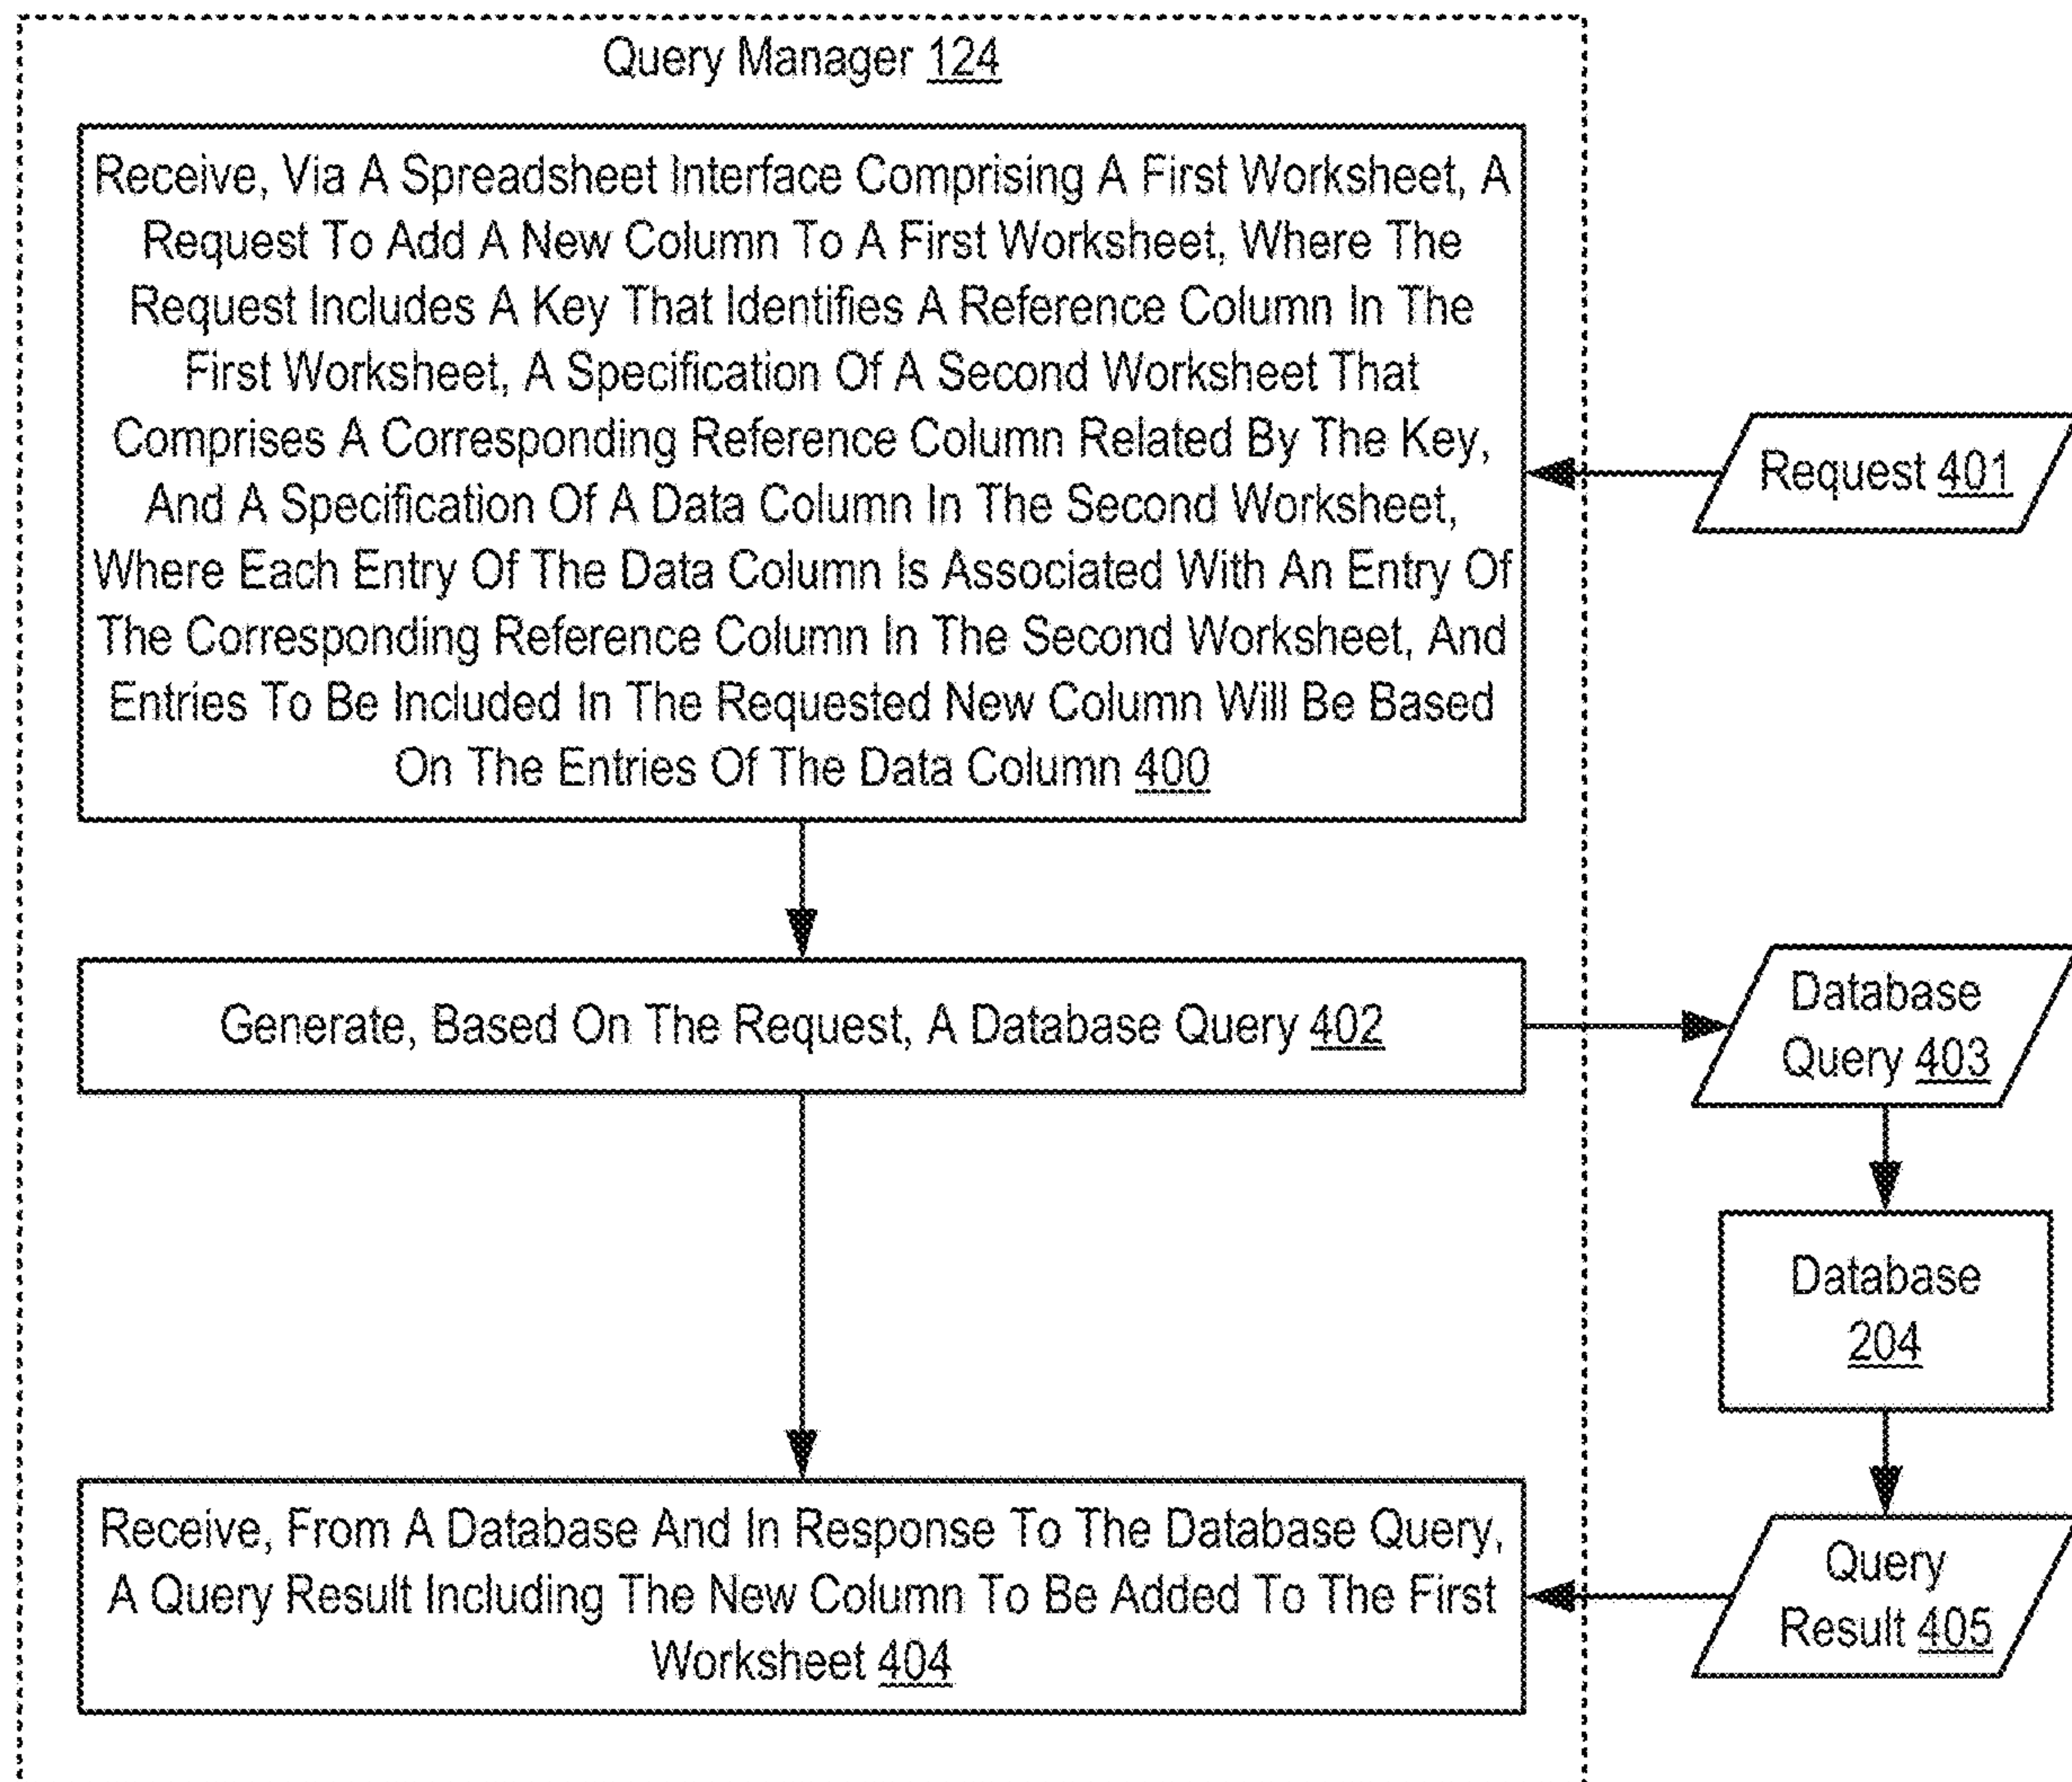 Query Manager 124
Receive, Via A Spreadsheet Interface Comprising A First Worksheet, A
Request To Add A New Column To A First Worksheet, Where The
Request Includes A Key That Identifies A Reference Column In The
First Worksheet, A Specification Of A Second Worksheet That
Comprises A Corresponding Reference Column Related By The Key,
And A Specification Of A Data Column In The Second Worksheet,
Where Each Entry Of The Data Column Is Associated With An Entry Of
The Corresponding Reference Column In The Second Worksheet, And
Entries To Be Included In The Requested New Column Will Be Based
On The Entries Of The Data Column 400
Request 401
Generate, Based On The Request, A Database Query 402
Database
Query 403
Database
204
Receive, From A Database And In Response To The Database Query,
A Query Result Including The New Column To Be Added To The First
Worksheet 404
Query
Result 405